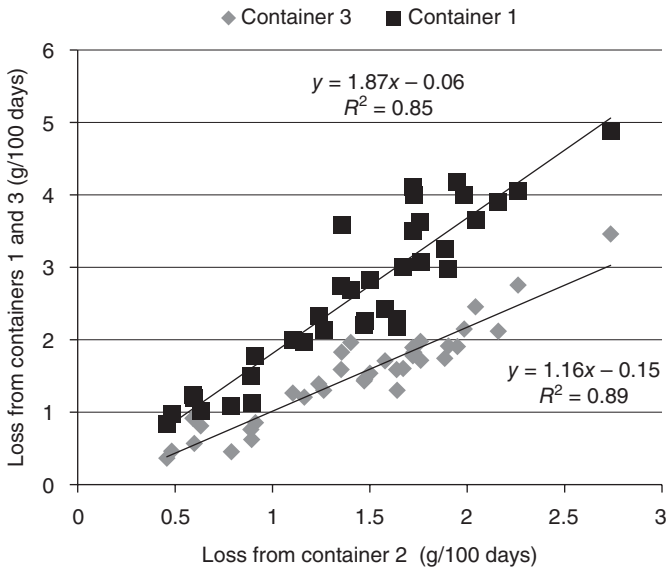 Container 3 Container 1
6
5
4
3
2
1
0
y = 1.87x – 0.06
R² = 0.85
y = 1.16x – 0.15
R² = 0.89
0 0.5 1 1.5 2 2.5 3
Loss from container 2 (g/100 days)
Loss from containers 1 and 3 (g/100 days)